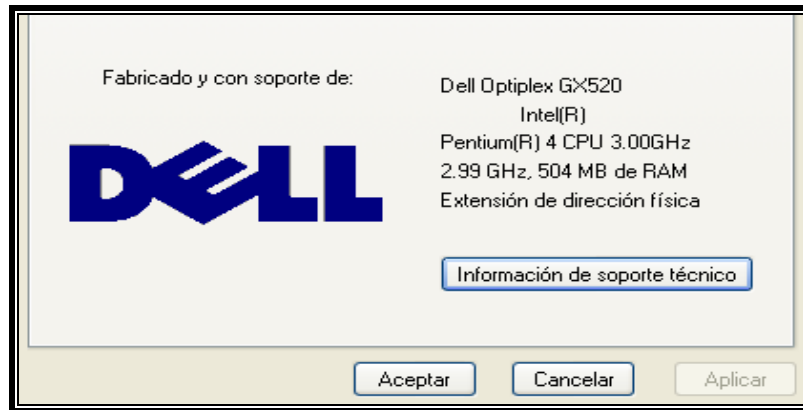 Fabricado y con soporte de:
DELL
Dell Optiplex GX520
Intel(R)
Pentium(R) 4 CPU 3.00GHz
2.99 GHz, 504 MB de RAM
Extensión de dirección física
Información de soporte técnico
Aceptar
Cancelar
Aplicar